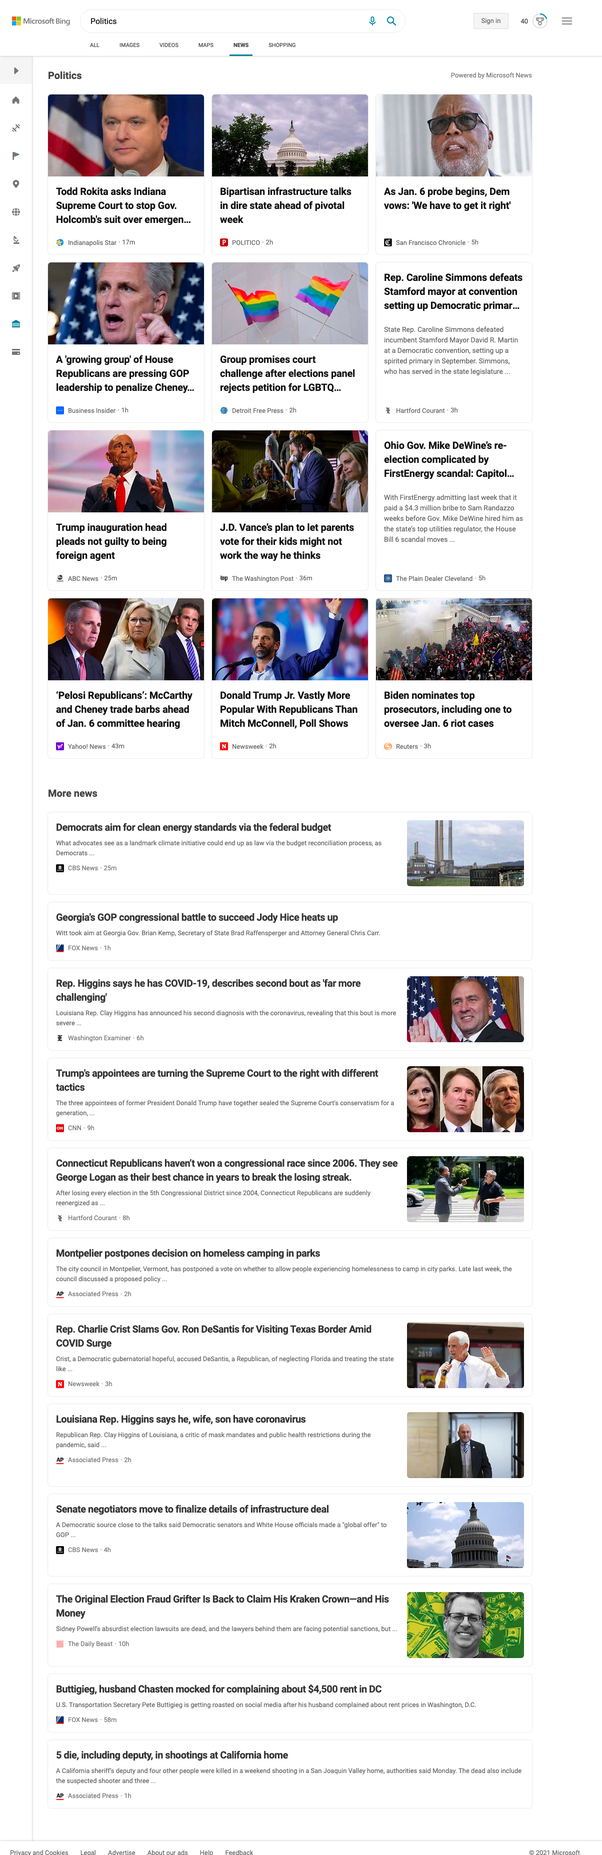 Microsoft Bing
Politics
Sign in
40
ALL
IMAGES
VIDEOS
MAPS
NEWS
SHOPPING
Politics
Powered by Microsoft News
Todd Rokita asks Indiana
Supreme Court to stop Gov.
Holcomb's suit over emergen...
Indianapolis Star · 17m
Bipartisan infrastructure talks
in dire state ahead of pivotal
week
POLITICO · 2h
As Jan. 6 probe begins, Dem
vows: 'We have to get it right'
San Francisco Chronicle · 5h
A 'growing group' of House
Republicans are pressing GOP
leadership to penalize Cheney...
Business Insider · 1h
Group promises court
challenge after elections panel
rejects petition for LGBTQ...
Detroit Free Press · 2h
Rep. Caroline Simmons defeats
Stamford mayor at convention
setting up Democratic primar...
State Rep. Caroline Simmons defeated
incumbent Stamford Mayor David R. Martin
at a Democratic convention, setting up a
spirited primary in September. Simmons,
who has served in the state legislature ...
Hartford Courant · 3h
Trump inauguration head
pleads not guilty to being
foreign agent
ABC News · 25m
J.D. Vance's plan to let parents
vote for their kids might not
work the way he thinks
The Washington Post · 36m
Ohio Gov. Mike DeWine's re-
election complicated by
FirstEnergy scandal: Capitol...
With FirstEnergy admitting last week that it
paid a $4.3 million bribe to Sam Randazzo
weeks before Gov. Mike DeWine hired him as
the state's top utilities regulator, the House
Bill 6 scandal moves ...
The Plain Dealer Cleveland · 5h
'Pelosi Republicans': McCarthy
and Cheney trade barbs ahead
of Jan. 6 committee hearing
Yahoo! News · 43m
Donald Trump Jr. Vastly More
Popular With Republicans Than
Mitch McConnell, Poll Shows
Newsweek · 2h
Biden nominates top
prosecutors, including one to
oversee Jan. 6 riot cases
Reuters · 3h
More news
Democrats aim for clean energy standards via the federal budget
What advocates see as a landmark climate initiative could end up as law via the budget reconciliation process, as
Democrats ...
CBS News · 25m
Georgia's GOP congressional battle to succeed Jody Hice heats up
Witt took aim at Georgia Gov. Brian Kemp, Secretary of State Brad Raffensperger and Attorney General Chris Carr.
FOX News · 1h
Rep. Higgins says he has COVID-19, describes second bout as 'far more
challenging'
Louisiana Rep. Clay Higgins has announced his second diagnosis with the coronavirus, revealing that this bout is more
severe ...
Washington Examiner · 6h
Trump's appointees are turning the Supreme Court to the right with different
tactics
The three appointees of former President Donald Trump have together sealed the Supreme Court's conservatism for a
generation, ...
CNN · 9h
Connecticut Republicans haven't won a congressional race since 2006. They see
George Logan as their best chance in years to break the losing streak.
After losing every election in the 5th Congressional District since 2004, Connecticut Republicans are suddenly
reenergized as ...
Hartford Courant · 8h
Montpelier postpones decision on homeless camping in parks
The city council in Montpelier, Vermont, has postponed a vote on whether to allow people experiencing homelessness to camp in city parks. Late last week, the
council discussed a proposed policy ...
AP Associated Press · 2h
Rep. Charlie Crist Slams Gov. Ron DeSantis for Visiting Texas Border Amid
COVID Surge
Crist, a Democratic gubernatorial hopeful, accused DeSantis, a Republican, of neglecting Florida and treating the state
like ...
Newsweek · 3h
Louisiana Rep. Higgins says he, wife, son have coronavirus
Republican Rep. Clay Higgins of Louisiana, a critic of mask mandates and public health restrictions during the
pandemic, said ...
AP Associated Press · 2h
Senate negotiators move to finalize details of infrastructure deal
A Democratic source close to the talks said Democratic senators and White House officials made a "global offer" to
GOP ...
CBS News · 4h
The Original Election Fraud Grifter Is Back to Claim His Kraken Crown—and His
Money
Sidney Powell's absurdist election lawsuits are dead, and the lawyers behind them are facing potential sanctions, but ...
The Daily Beast · 10h
Buttigieg, husband Chasten mocked for complaining about $4,500 rent in DC
U.S. Transportation Secretary Pete Buttigieg is getting roasted on social media after his husband complained about rent prices in Washington, D.C.
FOX News · 58m
5 die, including deputy, in shootings at California home
A California sheriff's deputy and four other people were killed in a weekend shooting in a San Joaquin Valley home, authorities said Monday. The dead also include
the suspected shooter and three ...
AP Associated Press · 1h
Privacy and Cookies
Legal
Advertise
About our ads
Help
Feedback
© 2021 Microsoft